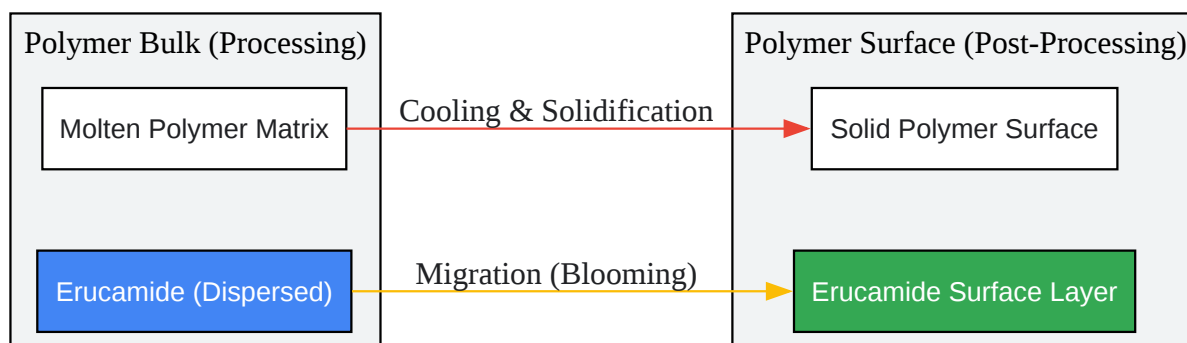 Polymer Bulk (Processing)
Polymer Surface (Post-Processing)
Molten Polymer Matrix
Cooling & Solidification
Solid Polymer Surface
Erucamide (Dispersed)
Migration (Blooming)
Erucamide Surface Layer